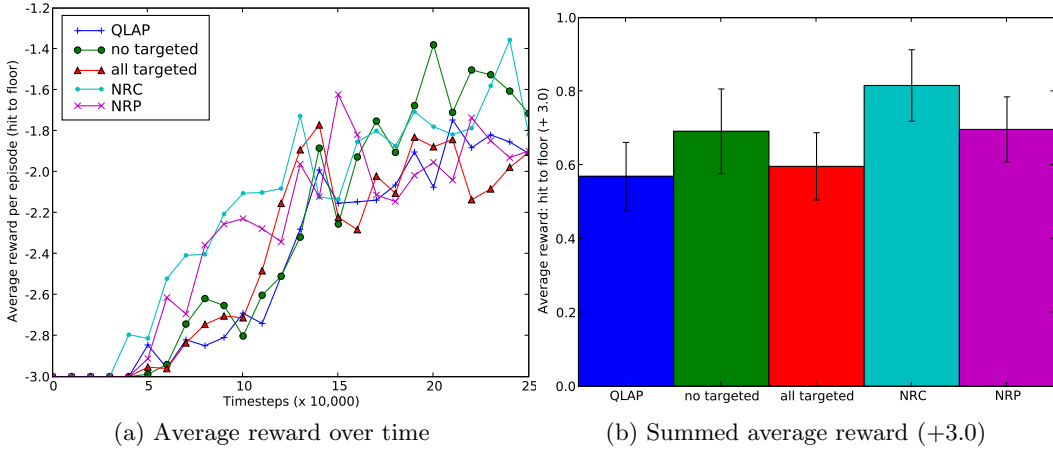 Average reward per episode (hit to floor)
-1.2
-1.4
-1.6
-1.8
-2.0
-2.2
-2.4
-2.6
-2.8
-3.0
QLAP
no targeted
all targeted
NRC
NRP
0 5 10 15 20 25
Timesteps (x 10,000)
(a) Average reward over time
Average reward: hit to floor (+ 3.0)
1.0
0.8
0.6
0.4
0.2
0.0
QLAP no targeted all targeted NRC NRP
(b) Summed average reward (+3.0)